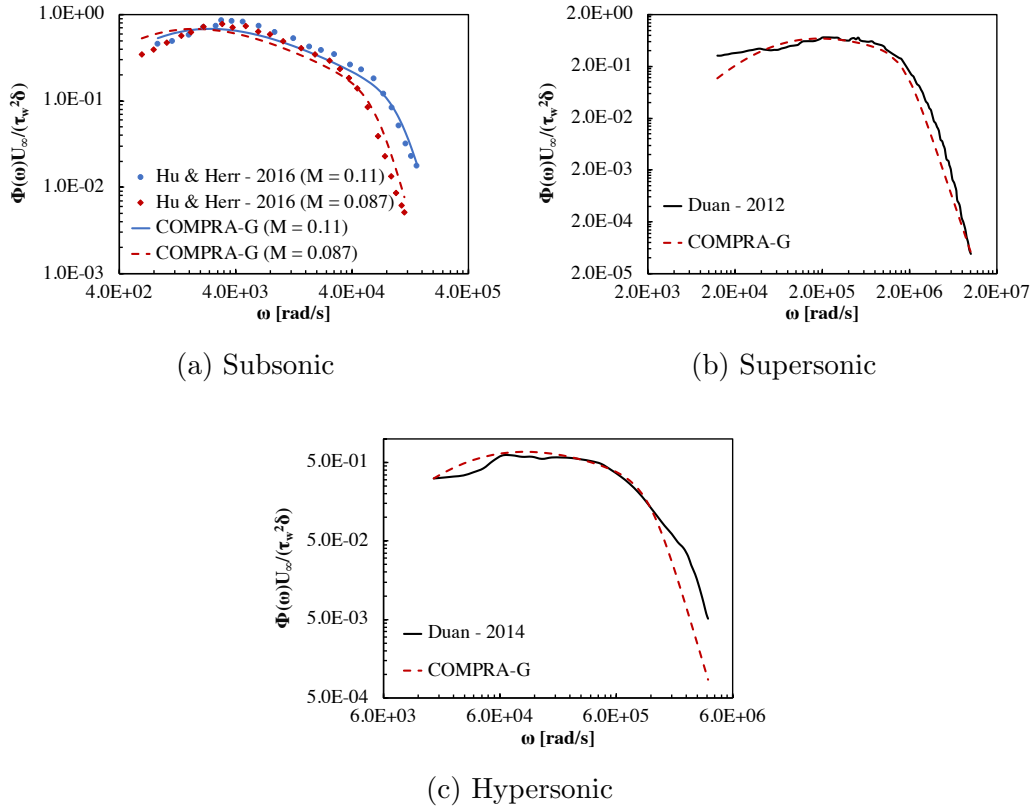 1.0E+00
1.0E-01
1.0E-02
1.0E-03
Φ(ω)U∞/(τw²δ)
Hu & Herr - 2016 (M = 0.11)
Hu & Herr - 2016 (M = 0.087)
COMPRA-G (M = 0.11)
COMPRA-G (M = 0.087)
4.0E+02 4.0E+03 4.0E+04 4.0E+05
ω [rad/s]
(a) Subsonic
2.0E+00
2.0E-01
2.0E-02
2.0E-03
2.0E-04
2.0E-05
Φ(ω)U∞/(τw²δ)
Duan - 2012
COMPRA-G
2.0E+03 2.0E+04 2.0E+05 2.0E+06 2.0E+07
ω [rad/s]
(b) Supersonic
5.0E-01
5.0E-02
5.0E-03
5.0E-04
Φ(ω)U∞/(τw²δ)
Duan - 2014
COMPRA-G
6.0E+03 6.0E+04 6.0E+05 6.0E+06
ω [rad/s]
(c) Hypersonic